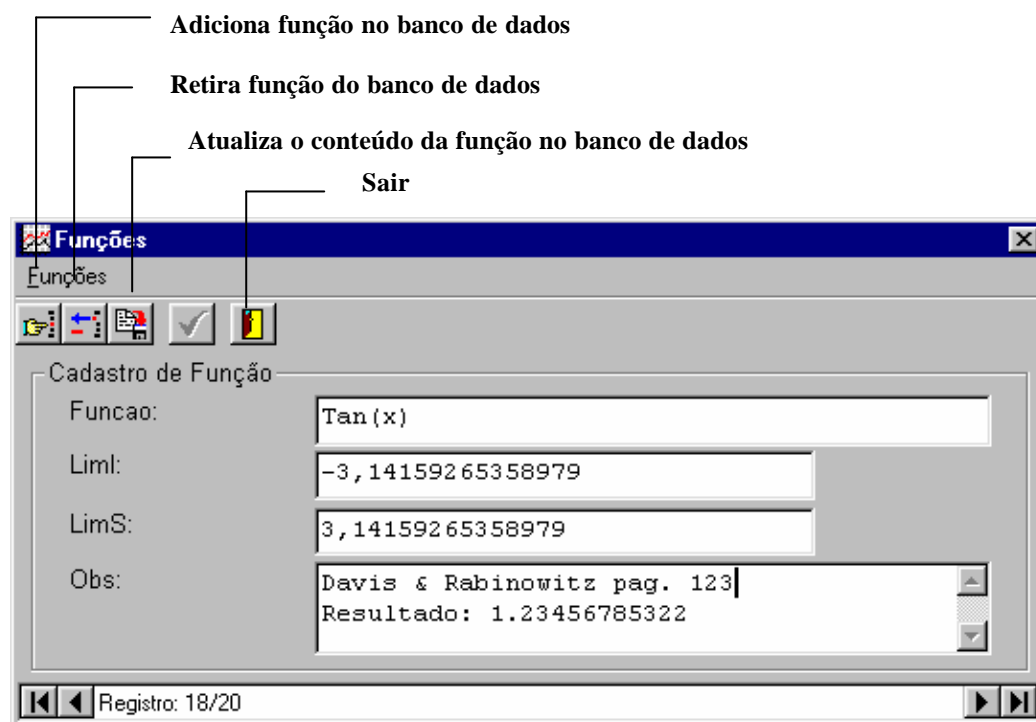 Adiciona função no banco de dados
Retira função do banco de dados
Atualiza o conteúdo da função no banco de dados
Sair
Funções
Funções
Cadastro de Função
Funcao:
Tan(x)
LimI:
-3,14159265358979
LimS:
3,14159265358979
Obs:
Davis & Rabinowitz pag. 123
Resultado: 1.23456785322
Registro: 18/20